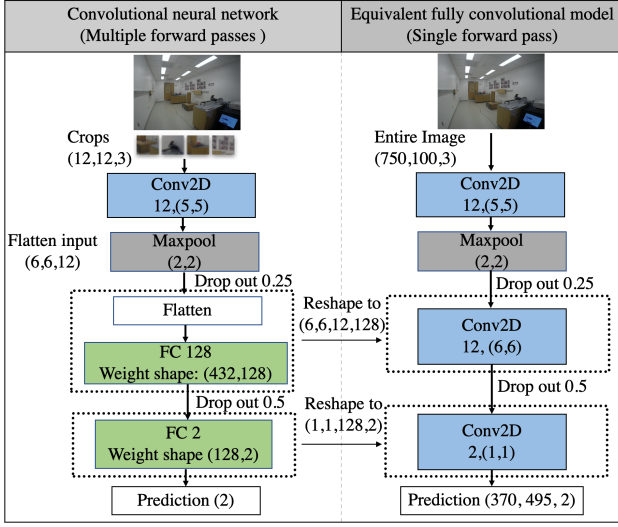 Convolutional neural network
(Multiple forward passes )
Equivalent fully convolutional model
(Single forward pass)
Crops
(12,12,3)
Conv2D
12,(5,5)
Flatten input
(6,6,12)
Maxpool
(2,2)
Drop out 0.25
Flatten
FC 128
Weight shape: (432,128)
Drop out 0.5
FC 2
Weight shape (128,2)
Prediction (2)
Reshape to
(6,6,12,128)
Reshape to
(1,1,128,2)
Entire Image
(750,100,3)
Conv2D
12,(5,5)
Maxpool
(2,2)
Drop out 0.25
Conv2D
12, (6,6)
Drop out 0.5
Conv2D
2,(1,1)
Prediction (370, 495, 2)